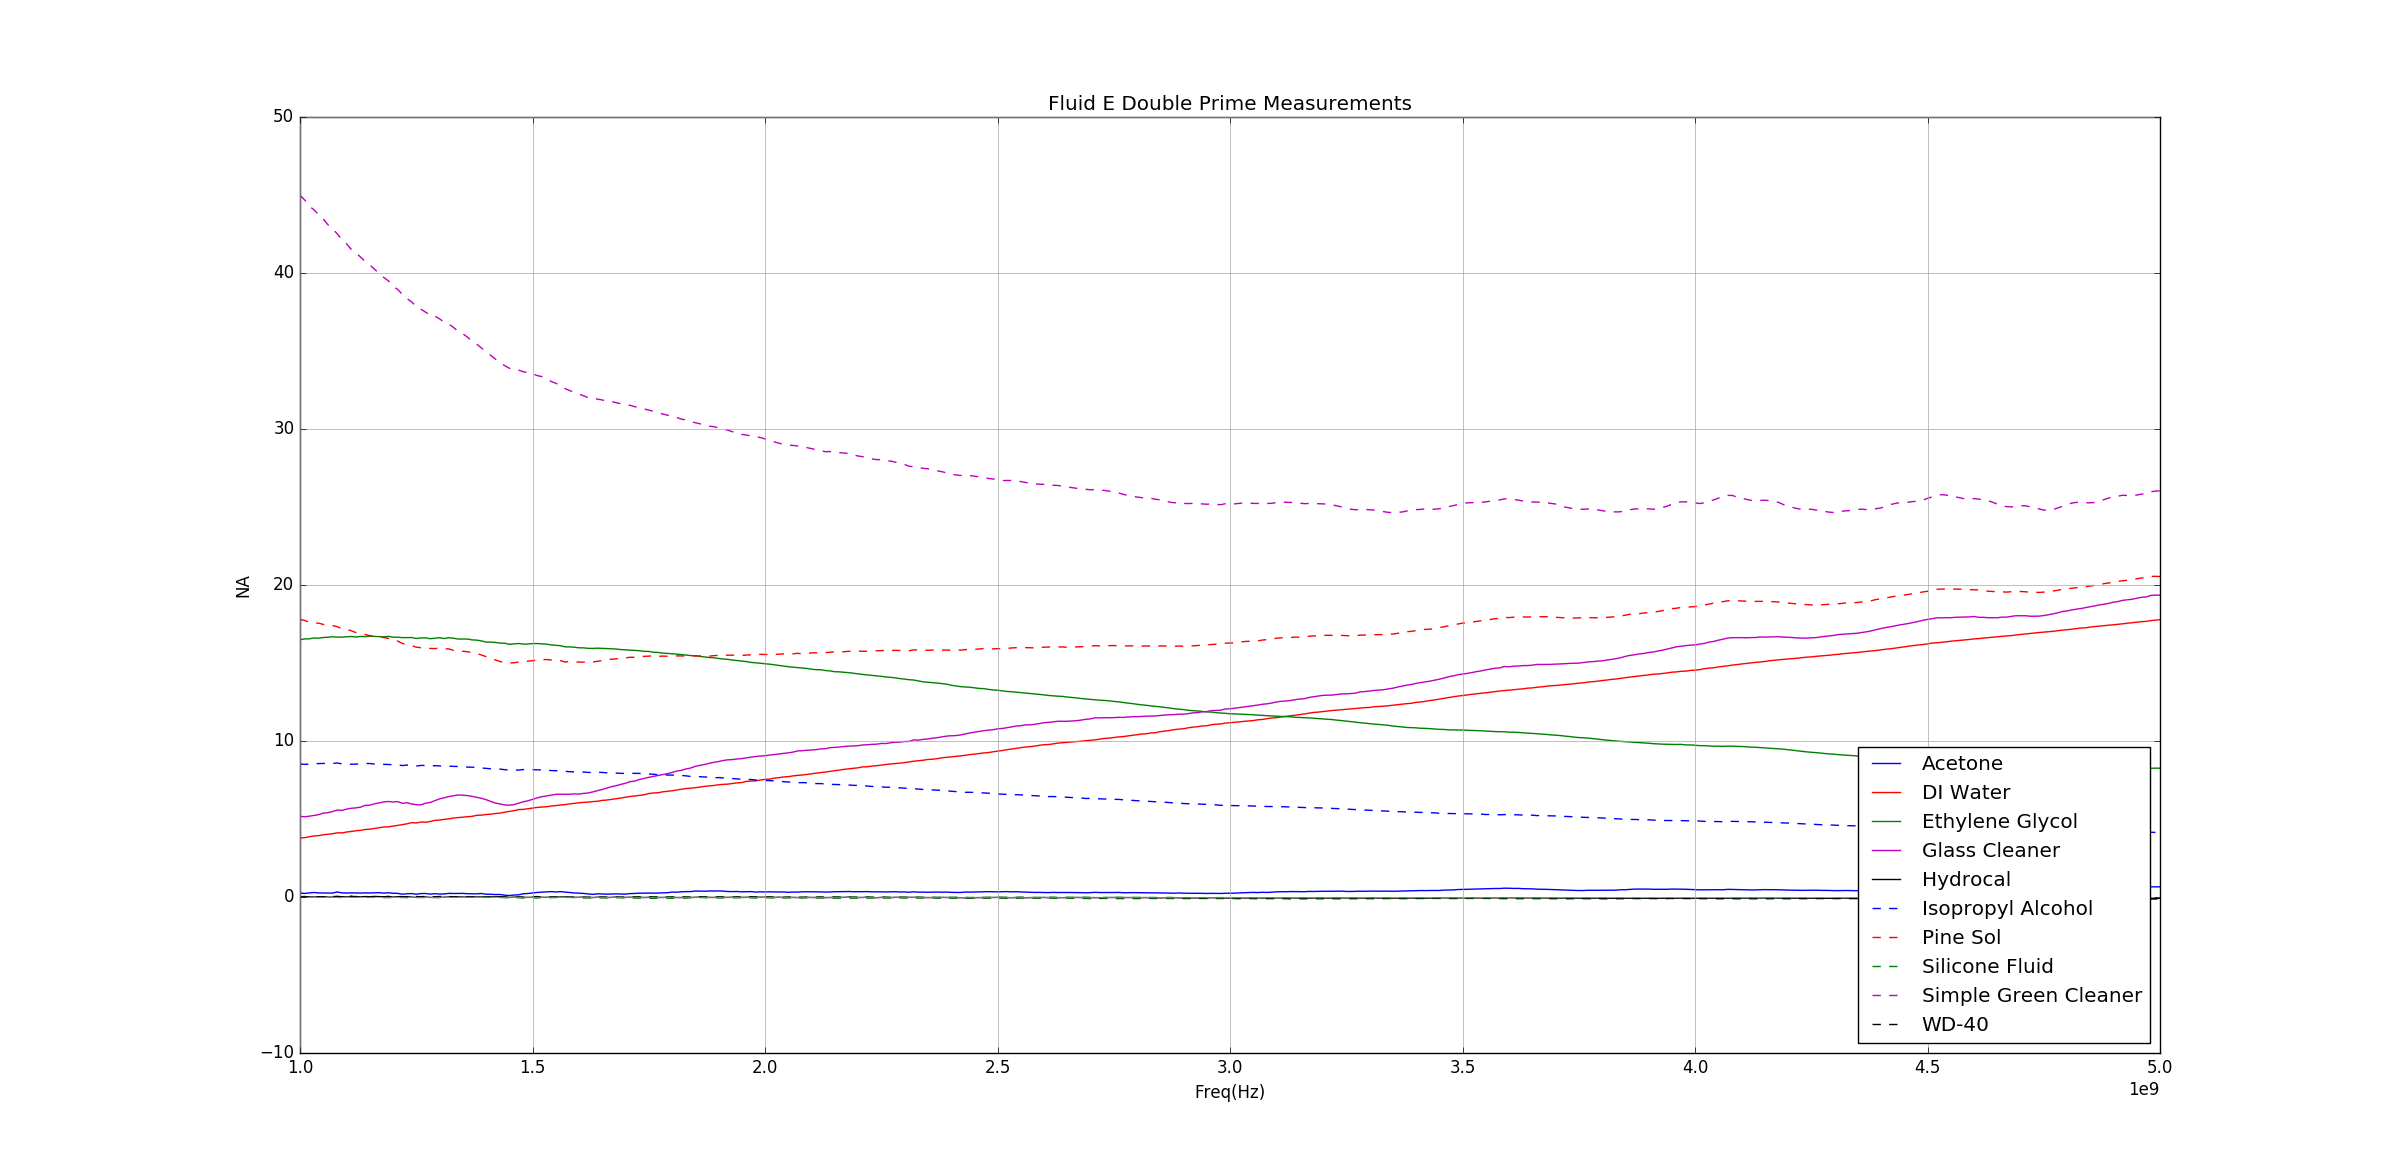 Fluid E Double Prime Measurements
50
40
30
20
10
0
−10
NA
1.0 1.5 2.0 2.5 3.0 3.5 4.0 4.5 5.0
1e9
Freq(Hz)
Acetone
DI Water
Ethylene Glycol
Glass Cleaner
Hydrocal
Isopropyl Alcohol
Pine Sol
Silicone Fluid
Simple Green Cleaner
WD-40